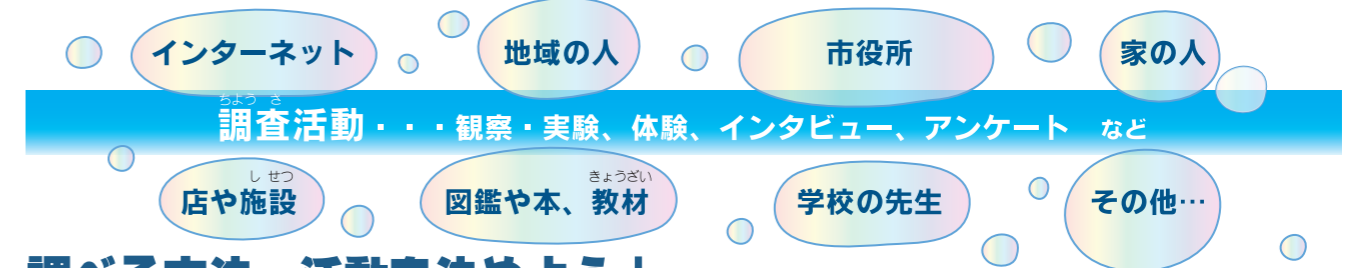 インターネット 地域の人 市役所 家の人
ちょう さ
調査活動・・・観察・実験、体験、インタビュー、アンケート など
し せつ きょうざい
店や施設 図鑑や本、教材 学校の先生 その他…